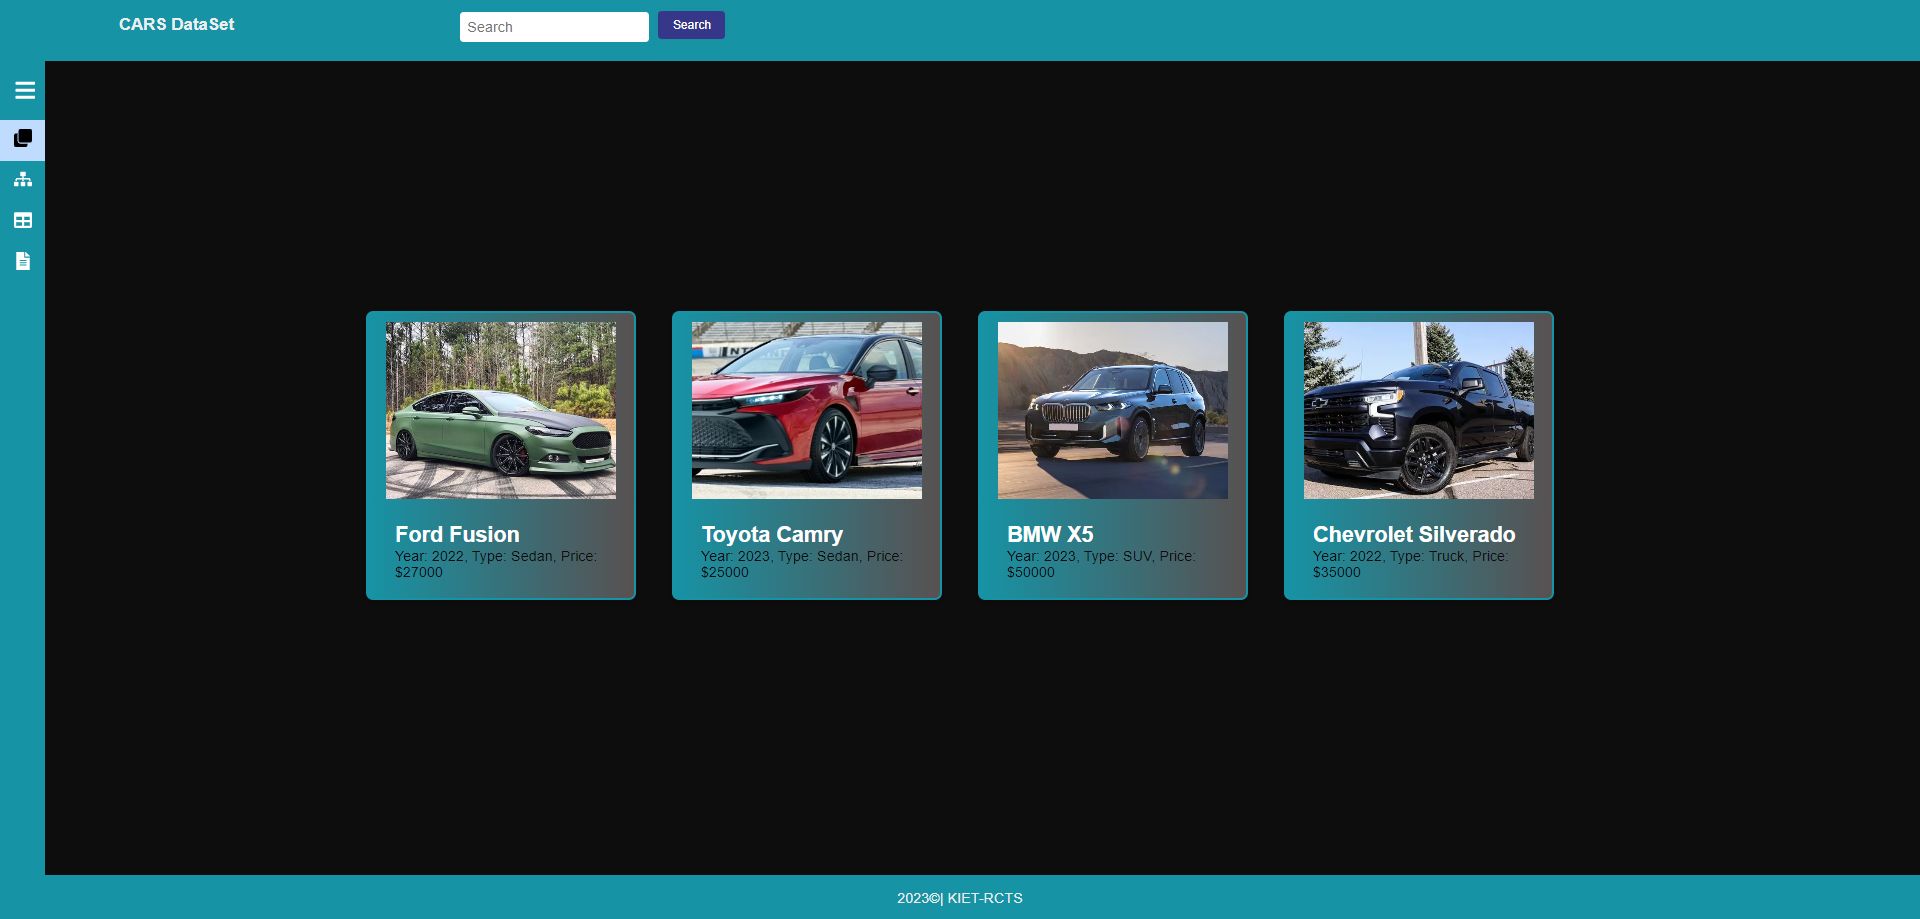 CARS DataSet
Search
Search
Ford Fusion
Year: 2022, Type: Sedan, Price:
$27000
Toyota Camry
Year: 2023, Type: Sedan, Price:
$25000
BMW X5
Year: 2023, Type: SUV, Price:
$50000
Chevrolet Silverado
Year: 2022, Type: Truck, Price:
$35000
2023©| KIET-RCTS